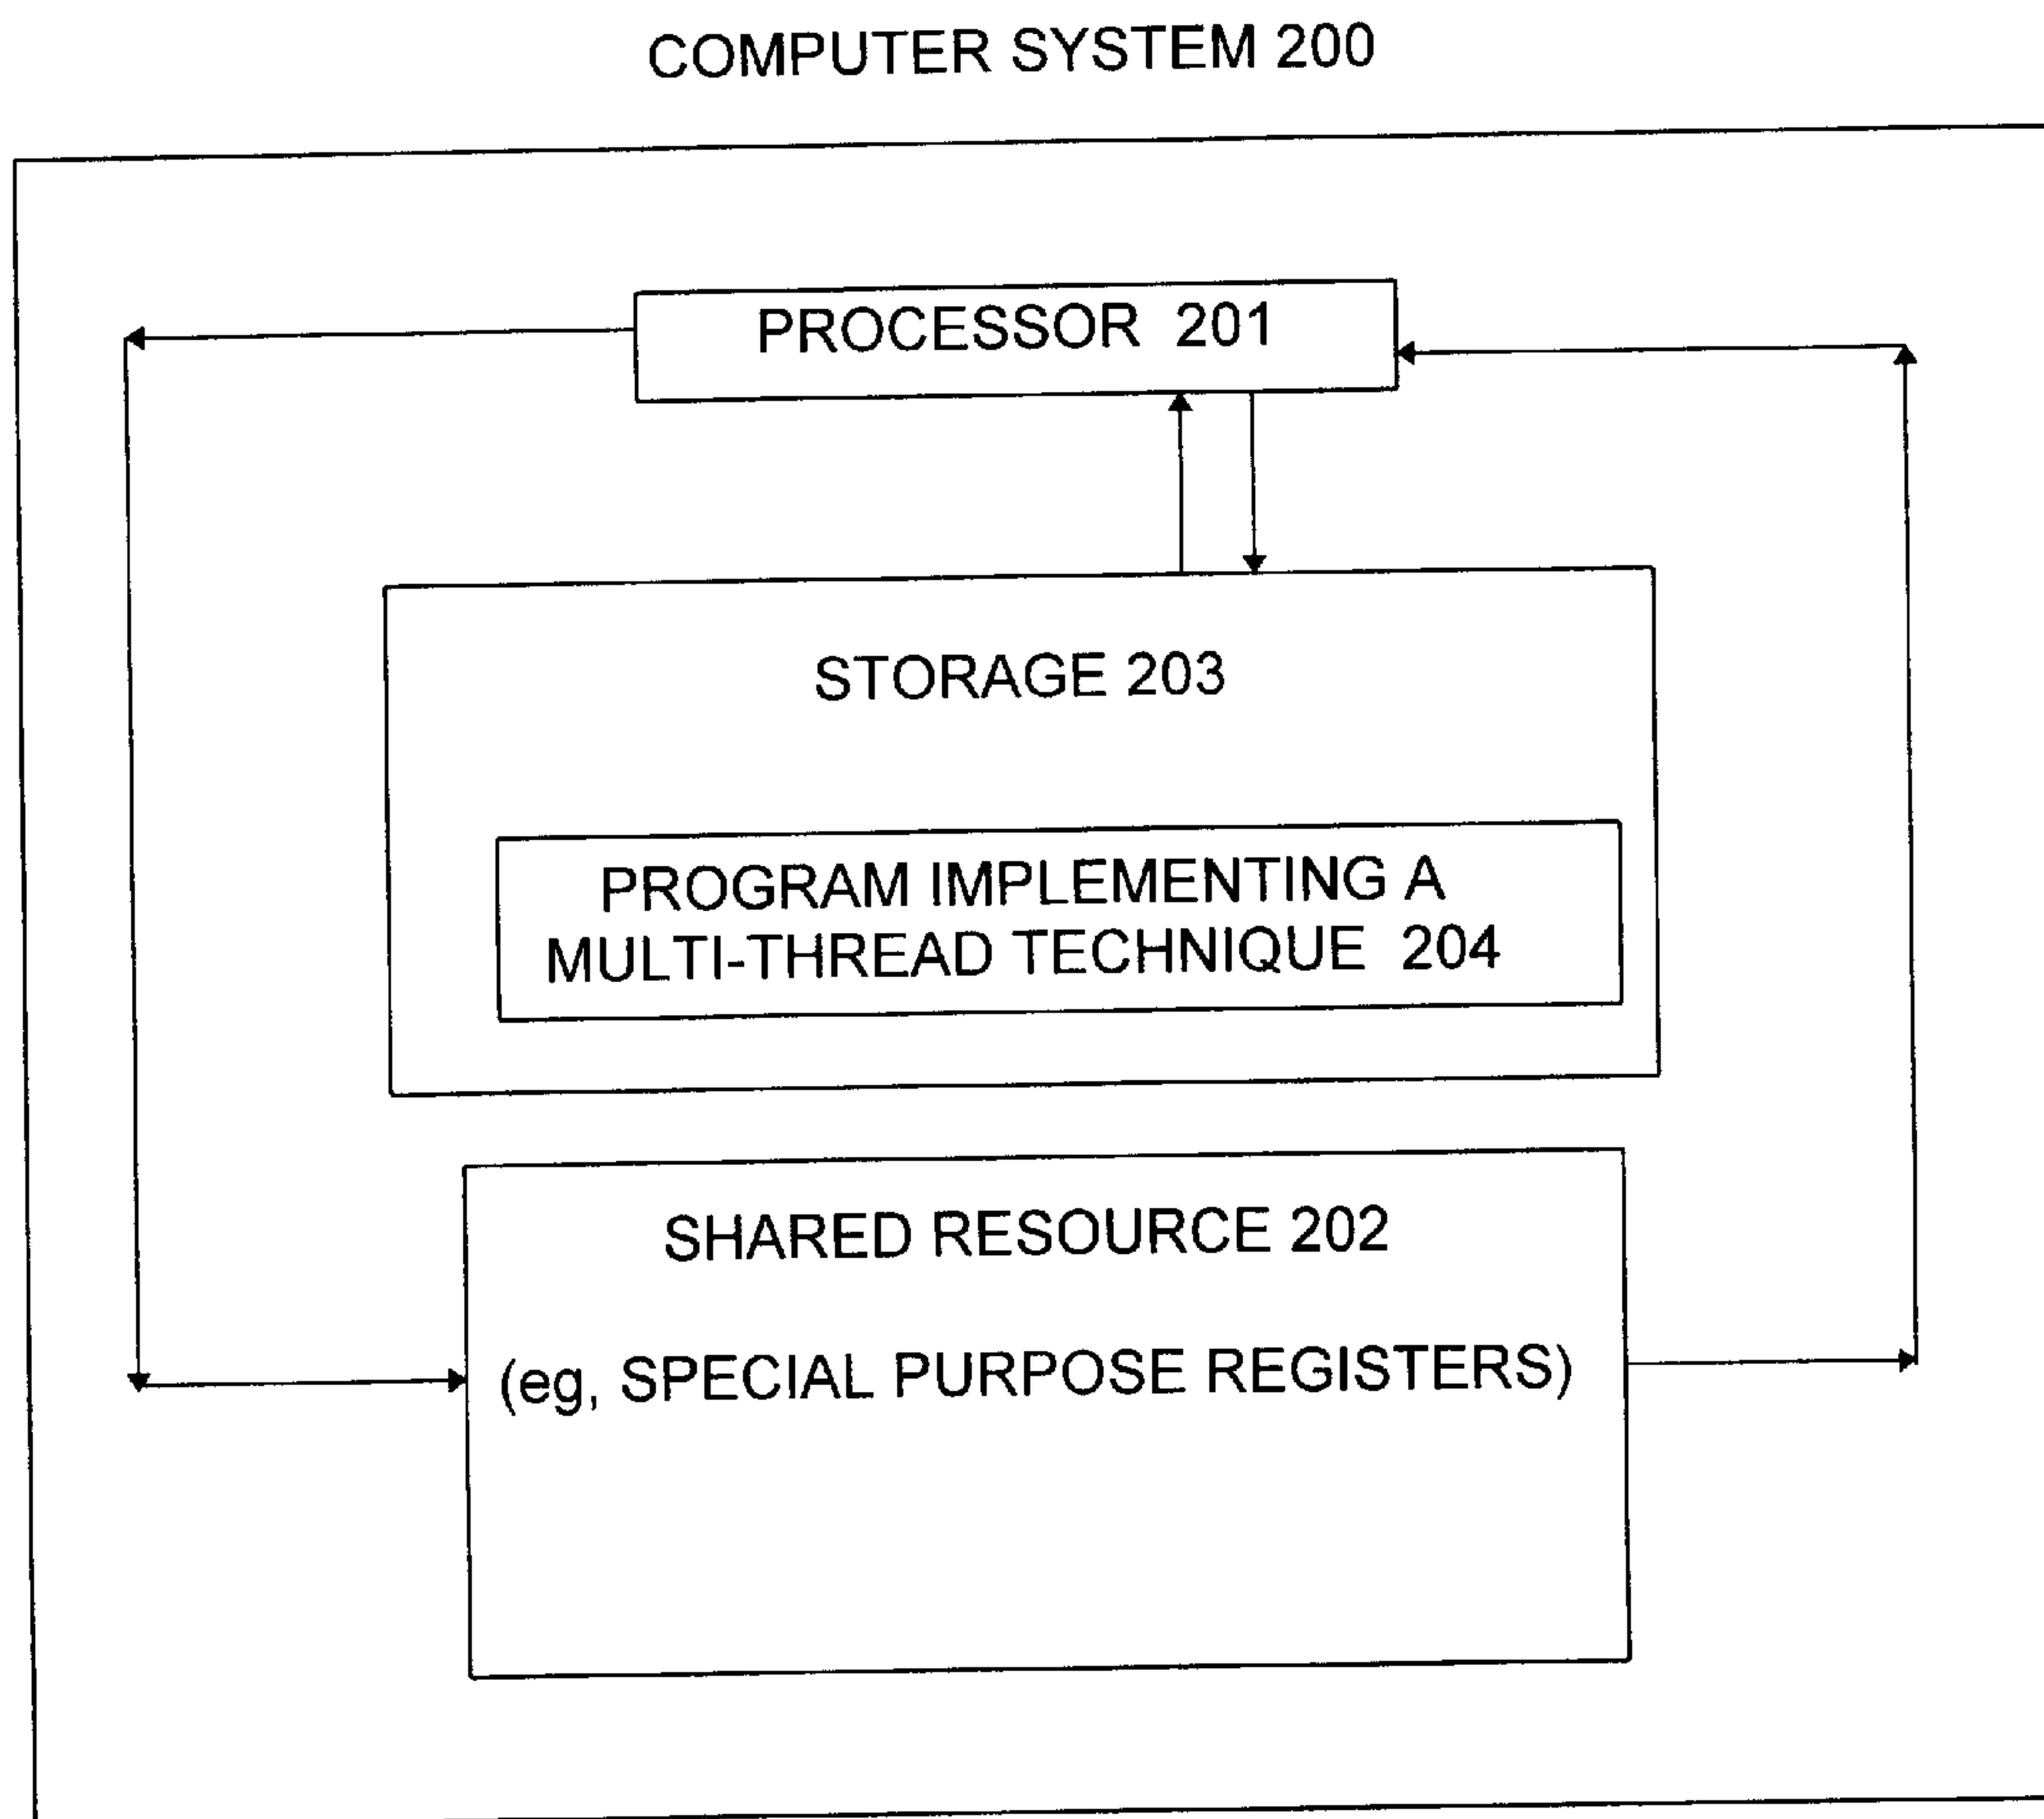 COMPUTER SYSTEM 200
PROCESSOR 201
STORAGE 203
PROGRAM IMPLEMENTING A
MULTI-THREAD TECHNIQUE 204
SHARED RESOURCE 202
(eg, SPECIAL PURPOSE REGISTERS)